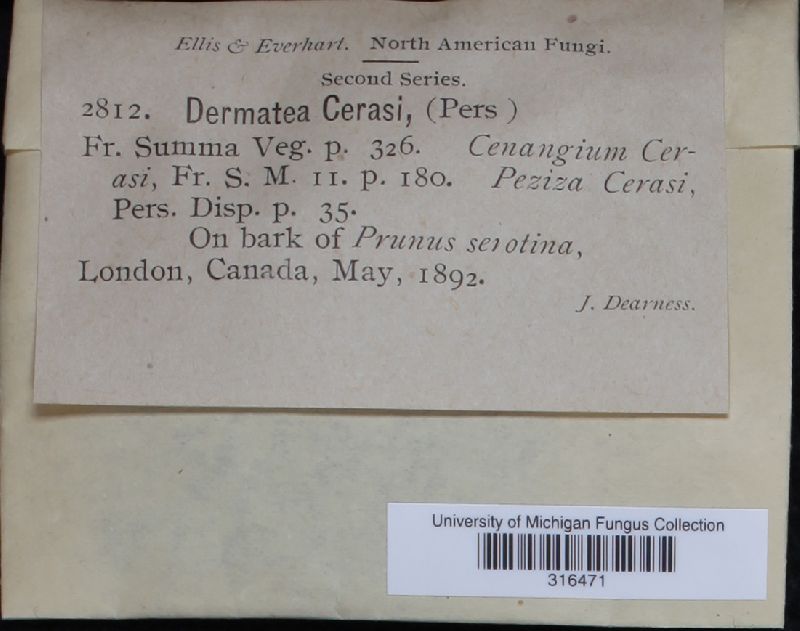 Ellis & Everhart. North American Fungi.
Second Series.
2812. Dermatea Cerasi, (Pers )
Fr. Summa Veg. p. 326. Cenangium Cer-
asi, Fr. S. M. 11. p. 180. Peziza Cerasi,
Pers. Disp. p. 35.
On bark of Prunus serotina,
London, Canada, May, 1892.
J. Dearness.
University of Michigan Fungus Collection
316471